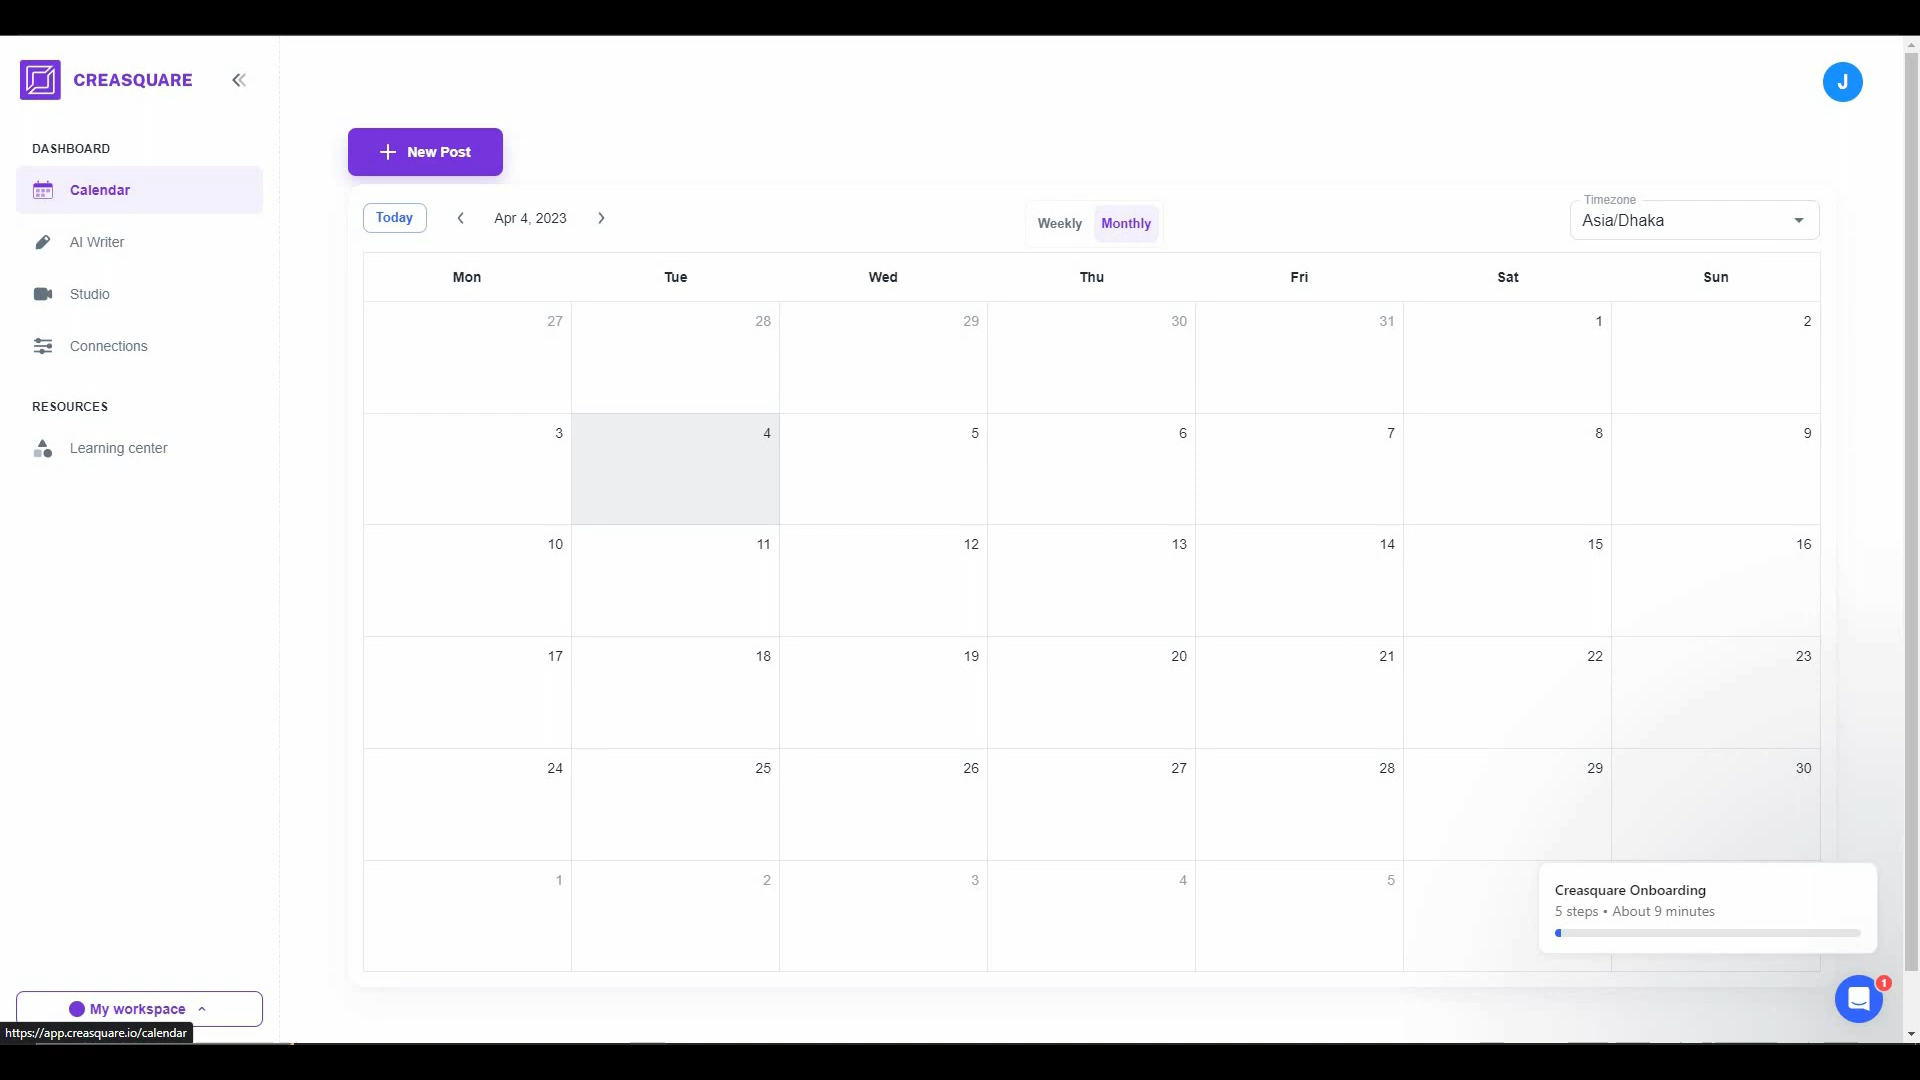 CREASQUARE
J
DASHBOARD
Calendar
AI Writer
Studio
Connections
RESOURCES
Learning center
My workspace
https://app.creasquare.io/calendar
New Post
Today
Apr 4, 2023
Weekly Monthly
Timezone
Asia/Dhaka
Mon Tue Wed Thu Fri Sat Sun
27 28 29 30 31 1 2
3 4 5 6 7 8 9
10 11 12 13 14 15 16
17 18 19 20 21 22 23
24 25 26 27 28 29 30
1 2 3 4 5
Creasquare Onboarding
5 steps • About 9 minutes
1